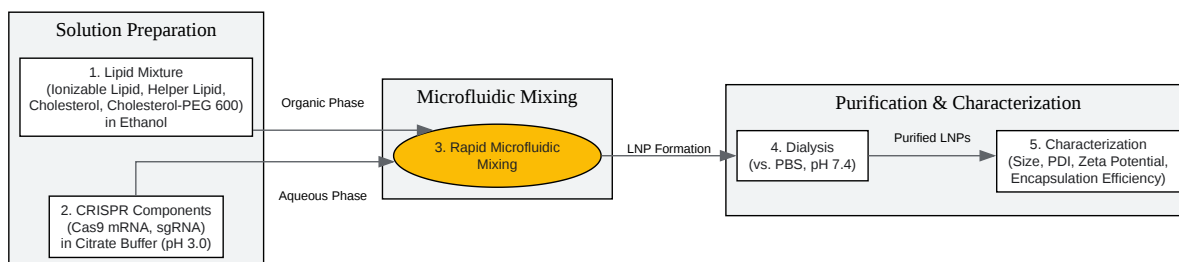 Solution Preparation
1. Lipid Mixture
(Ionizable Lipid, Helper Lipid,
Cholesterol, Cholesterol-PEG 600)
in Ethanol
2. CRISPR Components
(Cas9 mRNA, sgRNA)
in Citrate Buffer (pH 3.0)
Organic Phase
Aqueous Phase
Microfluidic Mixing
3. Rapid Microfluidic
Mixing
LNP Formation
Purification & Characterization
4. Dialysis
(vs. PBS, pH 7.4)
Purified LNPs
5. Characterization
(Size, PDI, Zeta Potential,
Encapsulation Efficiency)